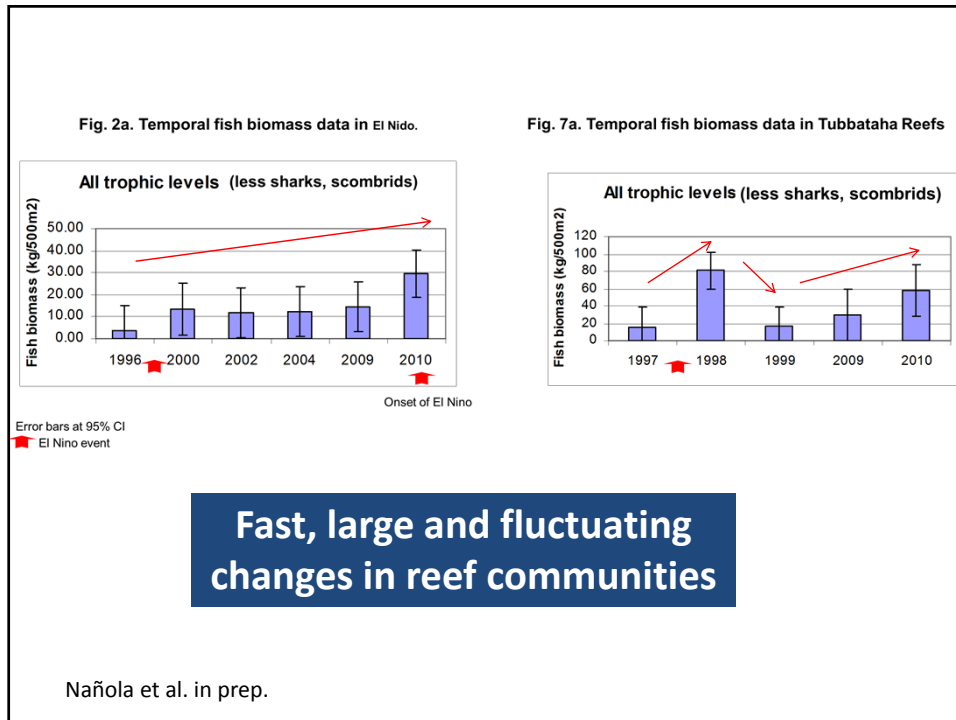 Fig. 2a. Temporal fish biomass data in El Nido.
All trophic levels (less sharks, scombrids)
Fish biomass (kg/500m2)
50.00
40.00
30.00
20.00
10.00
0.00
1996 2000 2002 2004 2009 2010
Onset of El Nino
Error bars at 95% CI
El Nino event
Fig. 7a. Temporal fish biomass data in Tubbataha Reefs
All trophic levels (less sharks, scombrids)
Fish biomass (kg/500m2)
120
100
80
60
40
20
0
1997 1998 1999 2009 2010
Fast, large and fluctuating
changes in reef communities
Nañola et al. in prep.